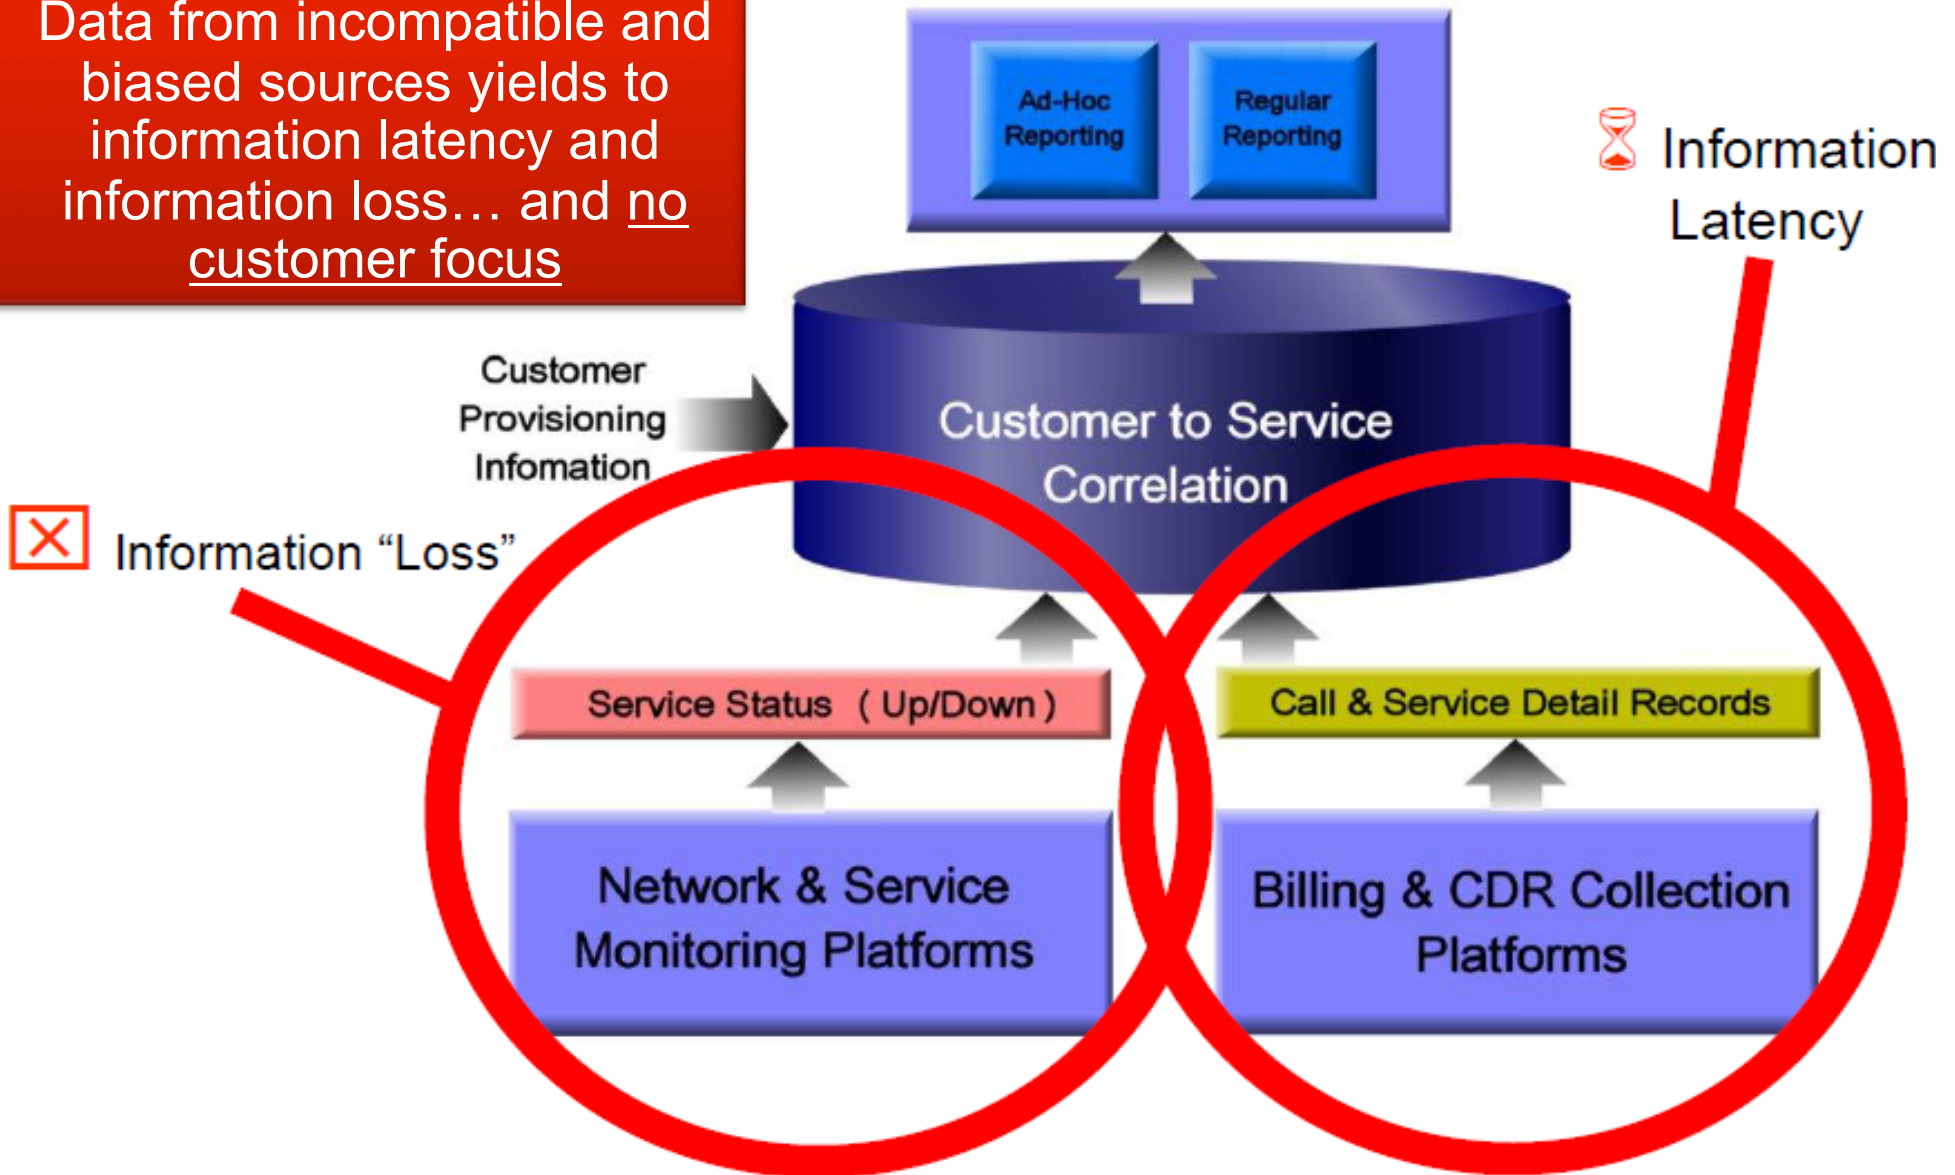 Data from incompatible and
biased sources yields to
information latency and
information loss… and no
customer focus
Ad-Hoc
Reporting
Regular
Reporting
Information
Latency
Customer
Provisioning
Infomation
Customer to Service
Correlation
Information “Loss”
Service Status ( Up/Down )
Call & Service Detail Records
Network & Service
Monitoring Platforms
Billing & CDR Collection
Platforms